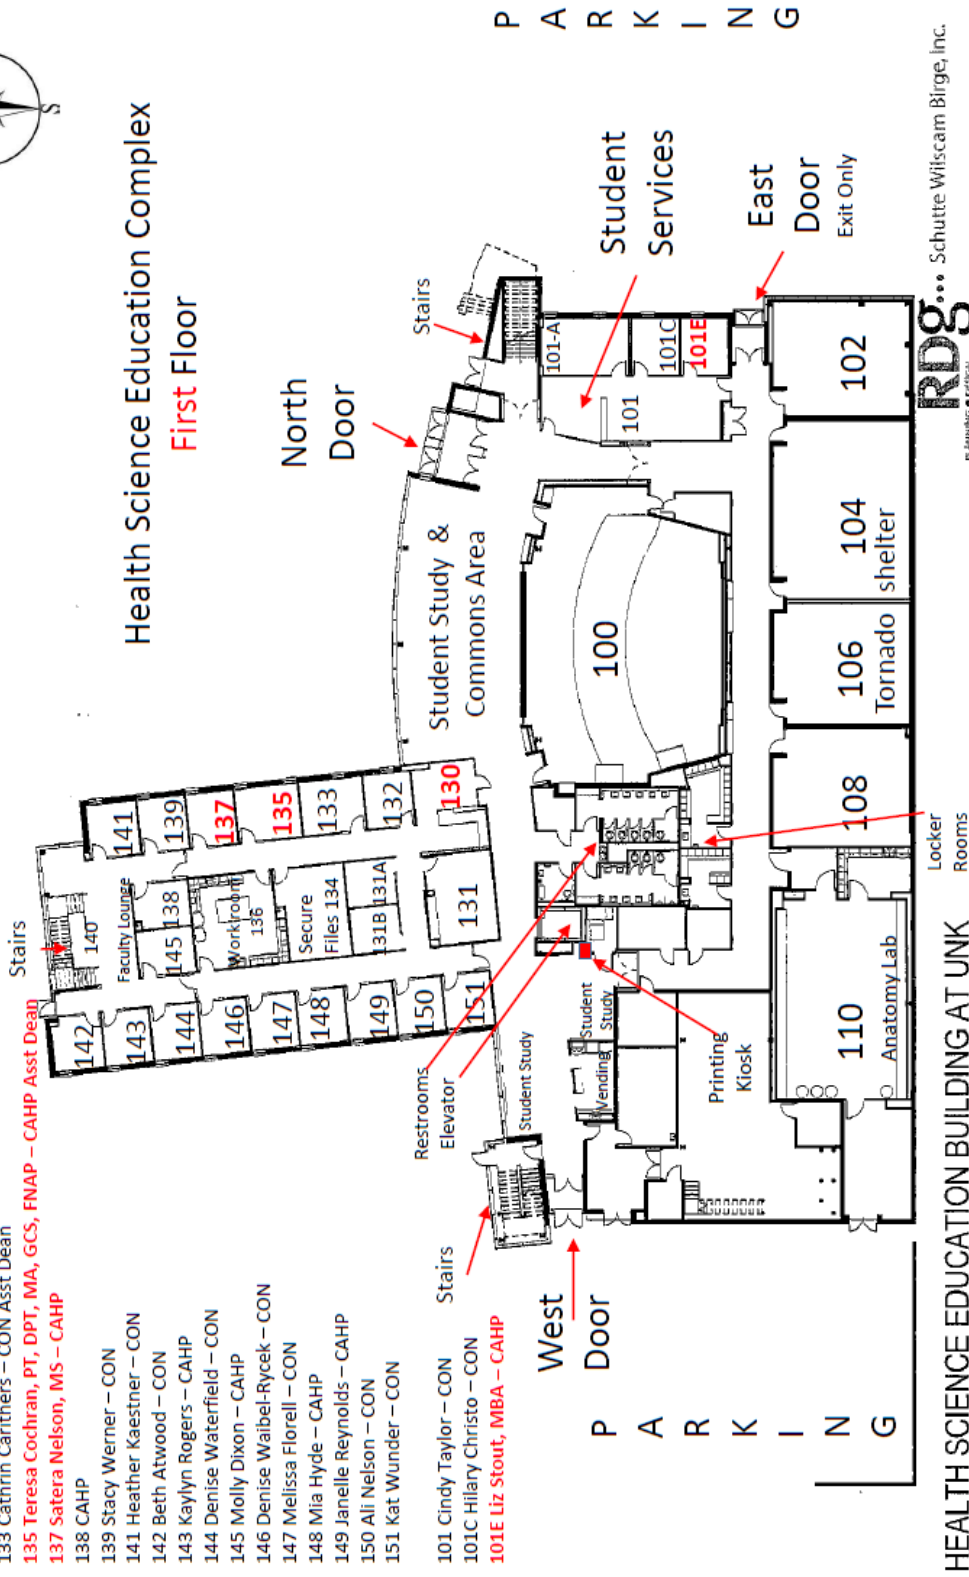 Health Science Education Complex
First Floor
133 Cathrin Carithers – CON Asst Dean
135 Teresa Cochran, PT, DPT, MA, GCS, FNAP – CAHP Asst Dean
137 Satera Nelson, MS – CAHP
138 CAHP
139 Stacy Werner – CON
141 Heather Kaestner – CON
142 Beth Atwood – CON
143 Kaylyn Rogers – CAHP
144 Denise Waterfield – CON
145 Molly Dixon – CAHP
146 Denise Waibel-Rycek – CON
147 Melissa Florell – CON
148 Mia Hyde – CAHP
149 Janelle Reynolds – CAHP
150 Ali Nelson – CON
151 Kat Wunder – CON
101 Cindy Taylor – CON
101C Hilary Christo – CON
101E Liz Stout, MBA – CAHP
S
Stairs
140
Faculty Lounge
142
143
144
146
147
148
149
150
151
145
138
Workroom
136
Secure
Files 134
131B
131A
131
141
139
137
135
133
132
130
North
Door
Stairs
Student Study &
Commons Area
100
101-A
101
101C
101E
Student
Services
East
Door
Exit Only
PARKING
Restrooms
Elevator
Student Study
Student
Study
Vending
Stairs
West
Door
PARKING
Printing
Kiosk
110
Anatomy Lab
108
106
Tornado
104
shelter
102
Locker
Rooms
HEALTH SCIENCE EDUCATION BUILDING AT UNK
RDg... Schutte Wilscam Birge, Inc.